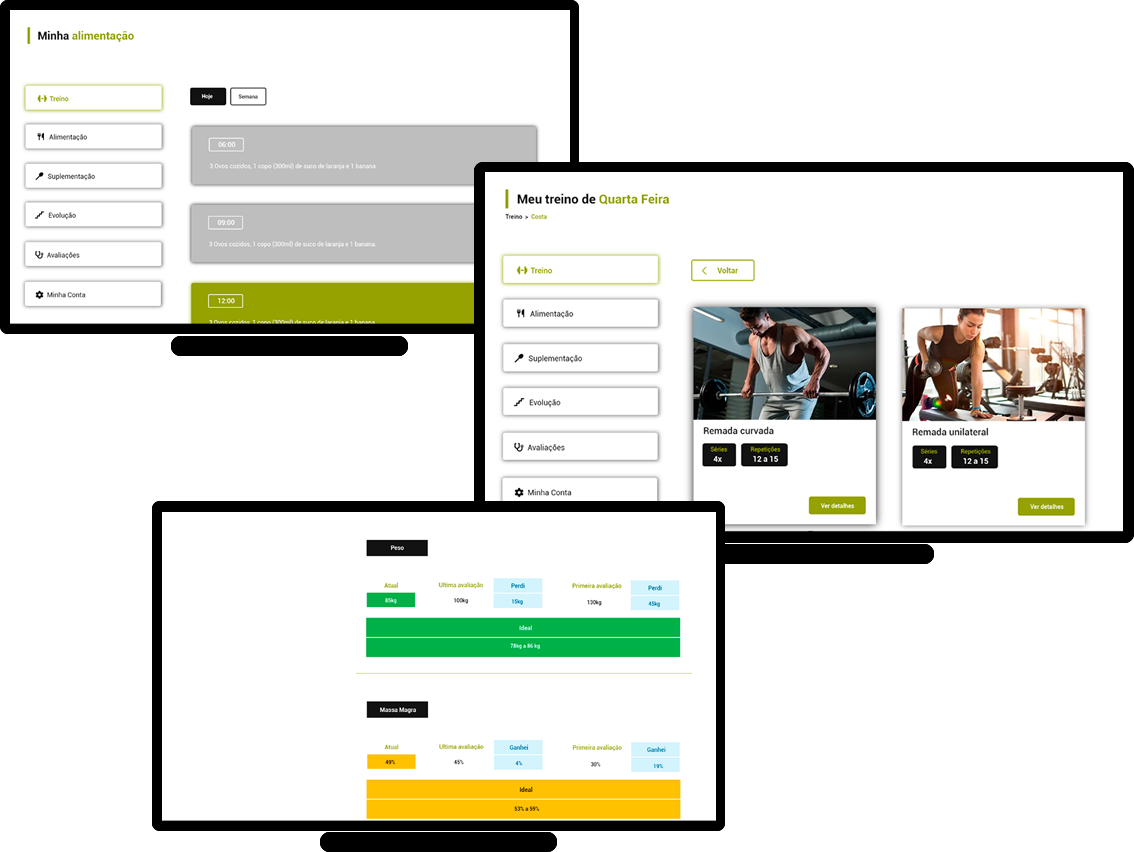 Minha alimentação
Treino
Alimentação
Suplementação
Evolução
Avaliações
Minha Conta
Hoje
Semana
06:00
3 Ovos cozidos, 1 copo (300ml) de suco de laranja e 1 banana
09:00
3 Ovos cozidos, 1 copo (300ml) de suco de laranja e 1 banana.
12:00
3 Ovos cozidos, 1 copo (300ml) de suco de laranja e 1 banana
Meu treino de Quarta Feira
Treino > Costa
Treino
Alimentação
Suplementação
Evolução
Avaliações
Minha Conta
Voltar
Remada curvada
Séries
4x
Repetições
12 a 15
Ver detalhes
Remada unilateral
Séries
4x
Repetições
12 a 15
Ver detalhes
Peso
Atual
85kg
Ultima avaliação
100kg
Perdi
15kg
Primeira avaliação
130kg
Perdi
45kg
Ideal
78kg a 86 kg
Massa Magra
Atual
49%
Ultima avaliação
45%
Ganhei
4%
Primeira avaliação
30%
Ganhei
19%
Ideal
53% a 59%